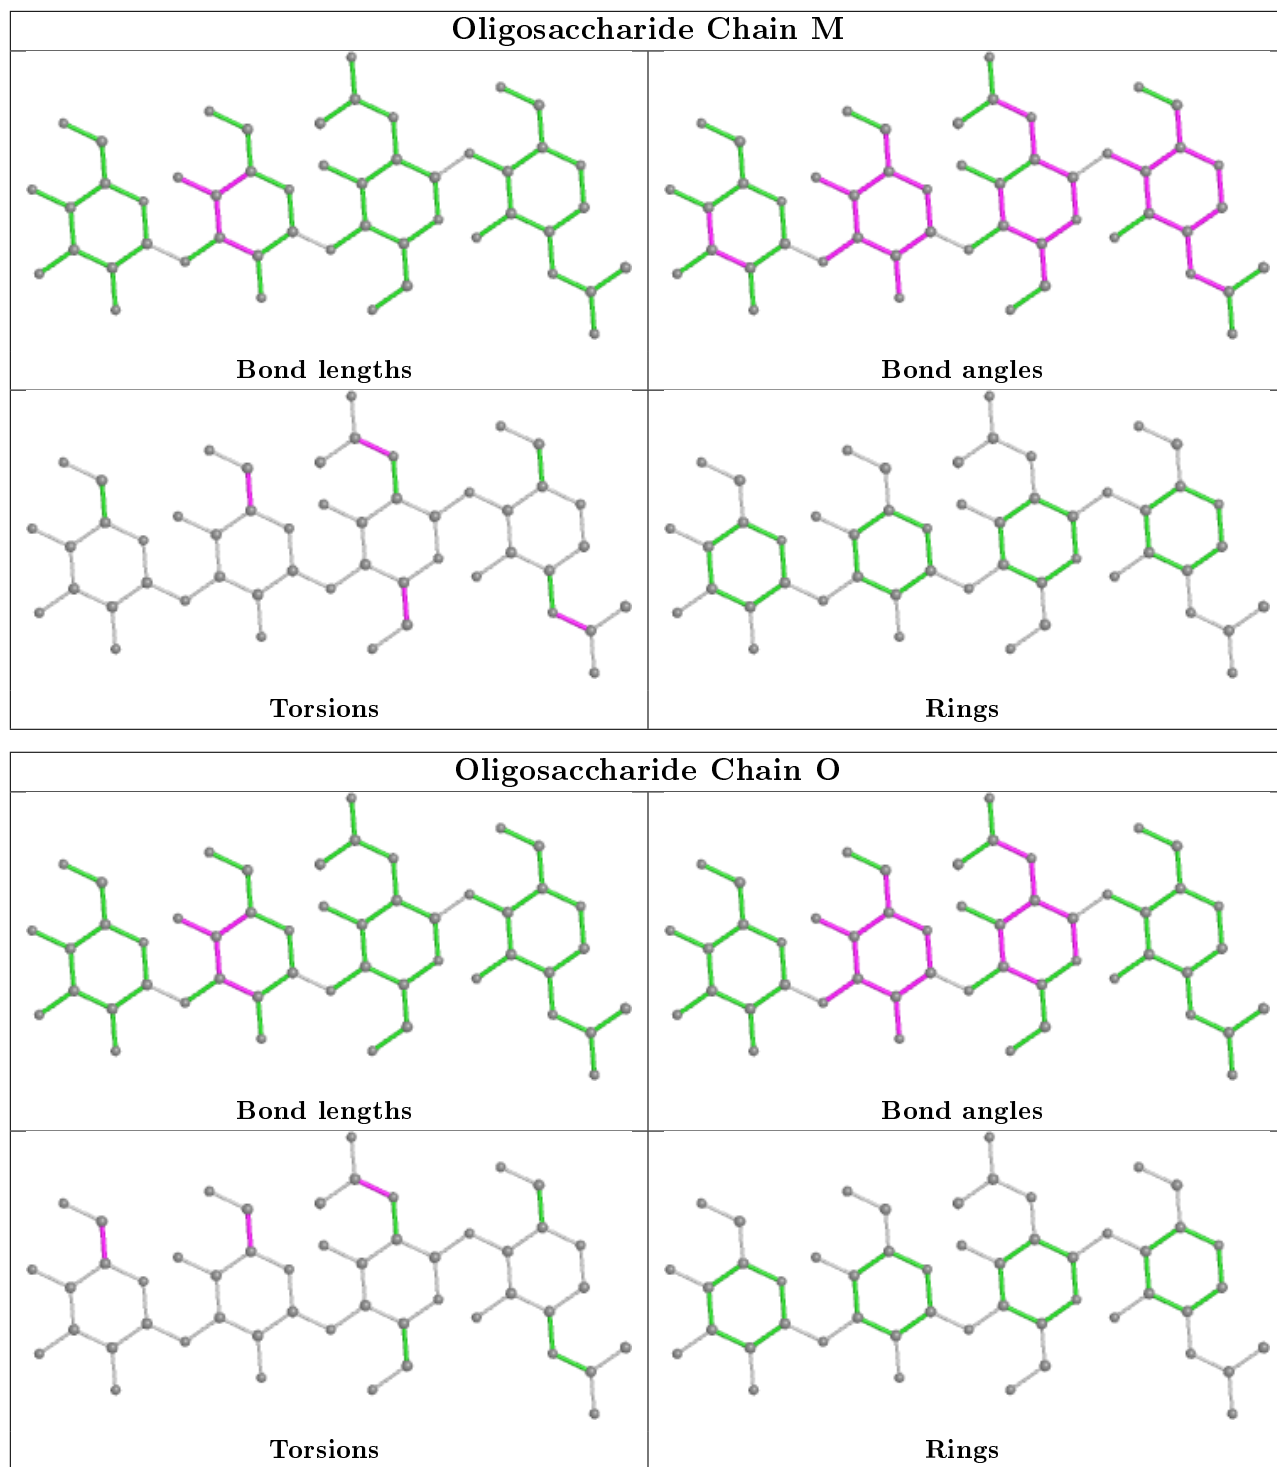 Oligosaccharide Chain M
Bond lengths
Bond angles
Torsions
Rings
Oligosaccharide Chain O
Bond lengths
Bond angles
Torsions
Rings